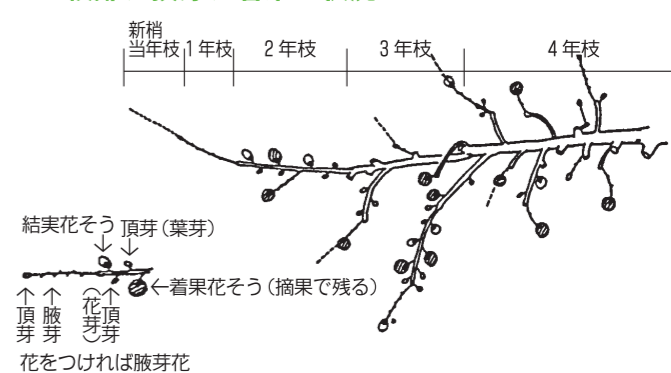 新梢
当年枝 1年枝 2年枝 3年枝 4年枝
結実花そう 頂芽(葉芽)
←着果花そう(摘果で残る)
頂芽
腋芽
頂芽(花芽)
花をつければ腋芽花